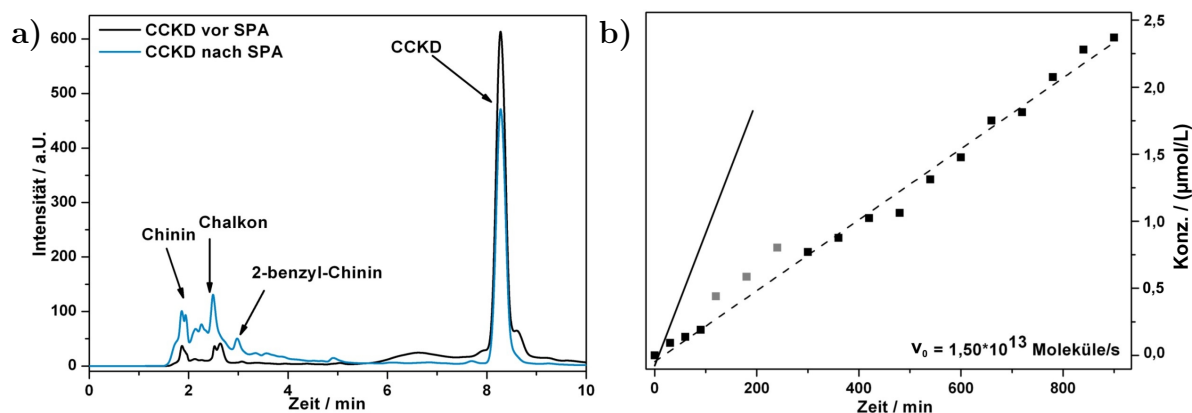 a)
CCKD vor SPA
CCKD nach SPA
CCKD
Chinin
Chalkon
2-benzyl-Chinin
Intensität / a.U.
600
500
400
300
200
100
0
0 2 4 6 8 10
Zeit / min
b)
2,5
2,0
1,5
1,0
0,5
0,0
Konz. / (µmol/L)
v₀ = 1,50*10¹³ Moleküle/s
0 200 400 600 800
Zeit / min